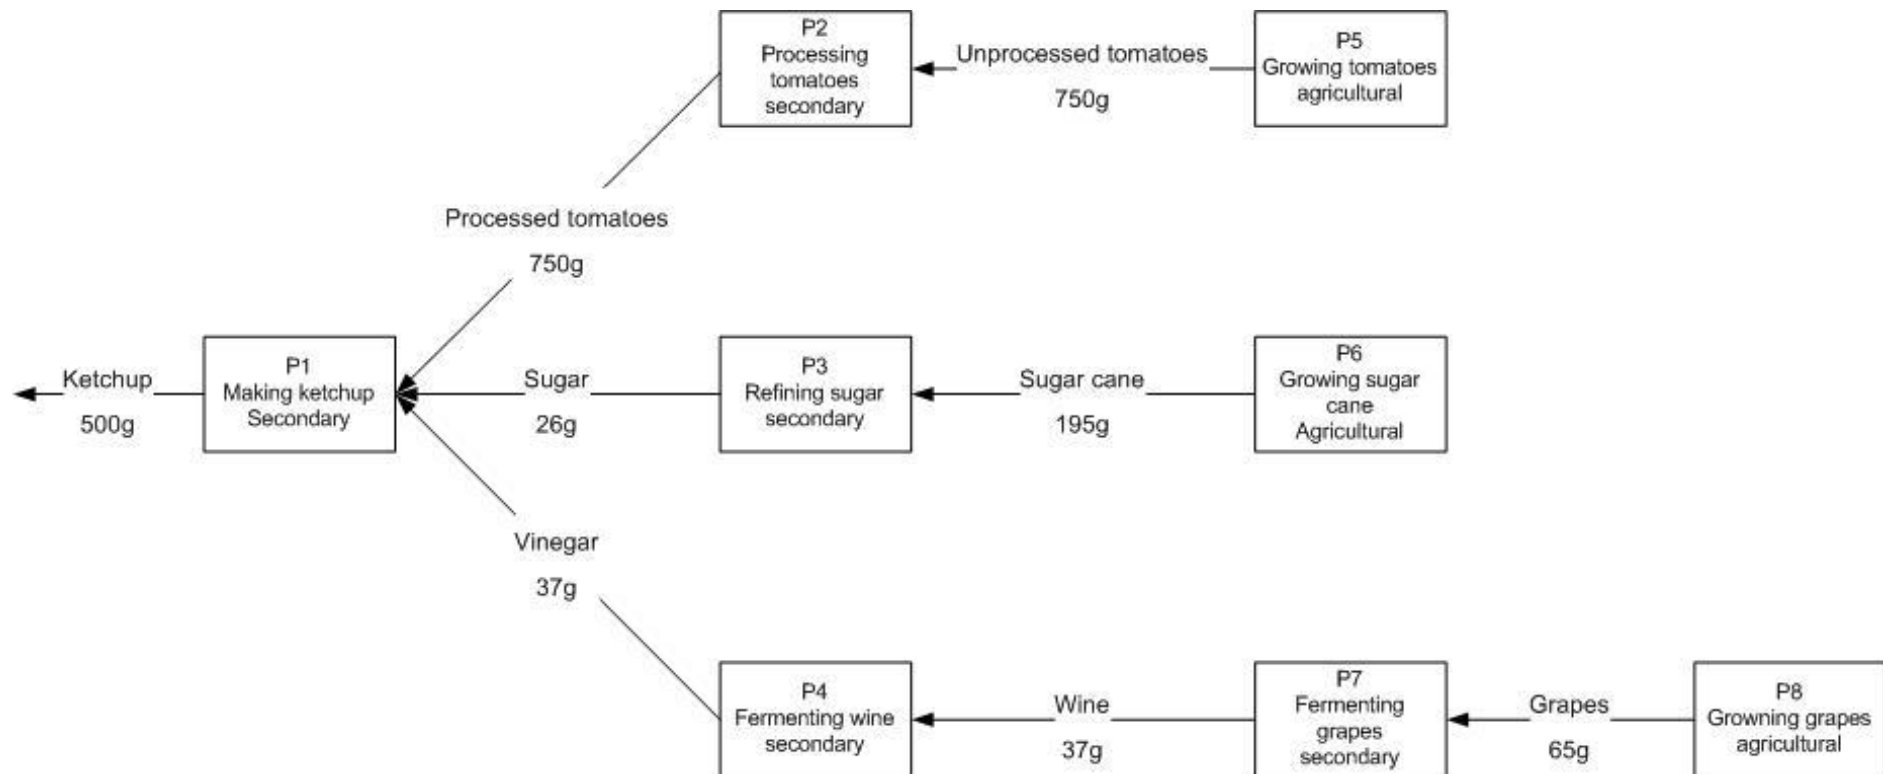 P2
Processing
tomatoes
secondary
Unprocessed tomatoes
750g
P5
Growing tomatoes
agricultural
Processed tomatoes
750g
Ketchup
500g
P1
Making ketchup
Secondary
Sugar
26g
P3
Refining sugar
secondary
Sugar cane
195g
P6
Growing sugar
cane
Agricultural
Vinegar
37g
P4
Fermenting wine
secondary
Wine
37g
P7
Fermenting
grapes
secondary
Grapes
65g
P8
Growning grapes
agricultural